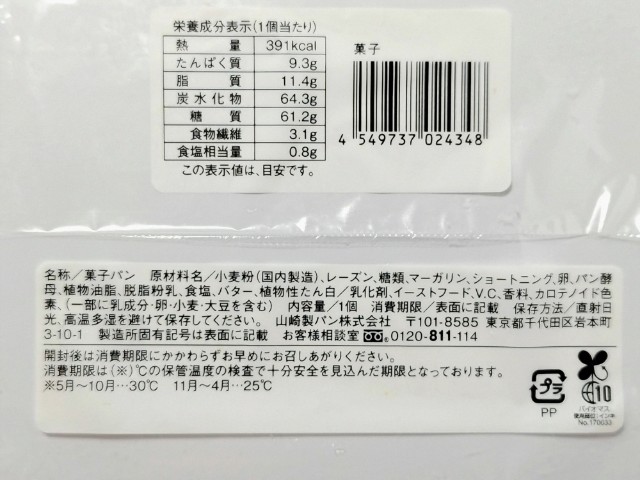 栄養成分表示(1個当たり)
熱量 391kcal
たんぱく質 9.3g
脂質 11.4g
炭水化物 64.3g
糖質 61.2g
食物繊維 3.1g
食塩相当量 0.8g
この表示値は、目安です。
菓子
4 549737 024348
名称/菓子パン 原材料名/小麦粉(国内製造)、レーズン、糖類、マーガリン、ショートニング、卵、パン酵
母、植物油脂、脱脂粉乳、食塩、バター、植物性たん白/乳化剤、イーストフード、V.C、香料、カロテノイド色
素、(一部に乳成分・卵・小麦・大豆を含む) 内容量/1個 消費期限/表面に記載 保存方法/直射日
光、高温多湿を避けて保存してください。 山崎製パン株式会社 〒101-8585 東京都千代田区岩本町
3-10-1 製造所固有記号は表面に記載 お客様相談室 0120-811-114
開封後は消費期限にかかわらずお早めにお召しあがりください。
消費期限は(※)℃の保管温度の検査で十分安全を見込んだ期限となっております。
※5月〜10月…30℃ 11月〜4月…25℃
プラ
PP
10
バイオマス
使用部位:インキ
No.170033